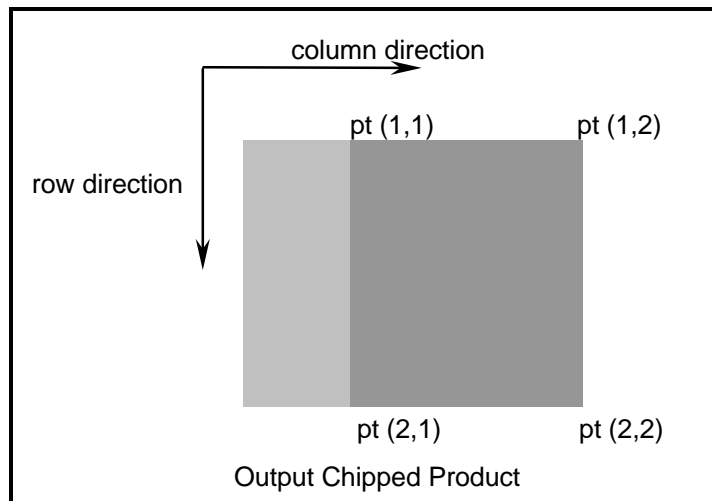 column direction
pt (1,1) pt (1,2)
row direction
pt (2,1) pt (2,2)
Output Chipped Product